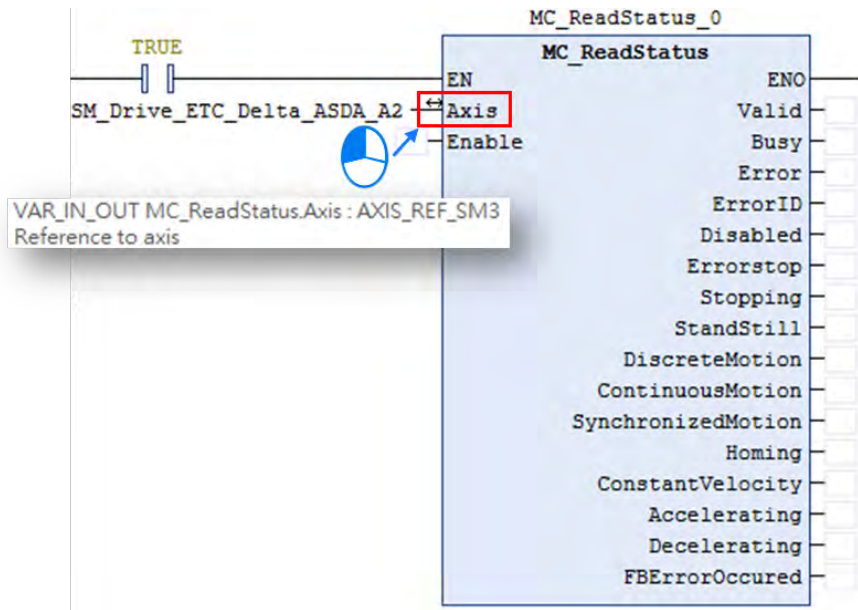 MC_ReadStatus_0
TRUE
MC_ReadStatus
EN ENO
SM_Drive_ETC_Delta_ASDA_A2 Axis Valid
Enable Busy
Error
VAR_IN_OUT MC_ReadStatus.Axis : AXIS_REF_SM3
Reference to axis
ErrorID
Disabled
Errorstop
Stopping
StandStill
DiscreteMotion
ContinuousMotion
SynchronizedMotion
Homing
ConstantVelocity
Accelerating
Decelerating
FBErrorOccured